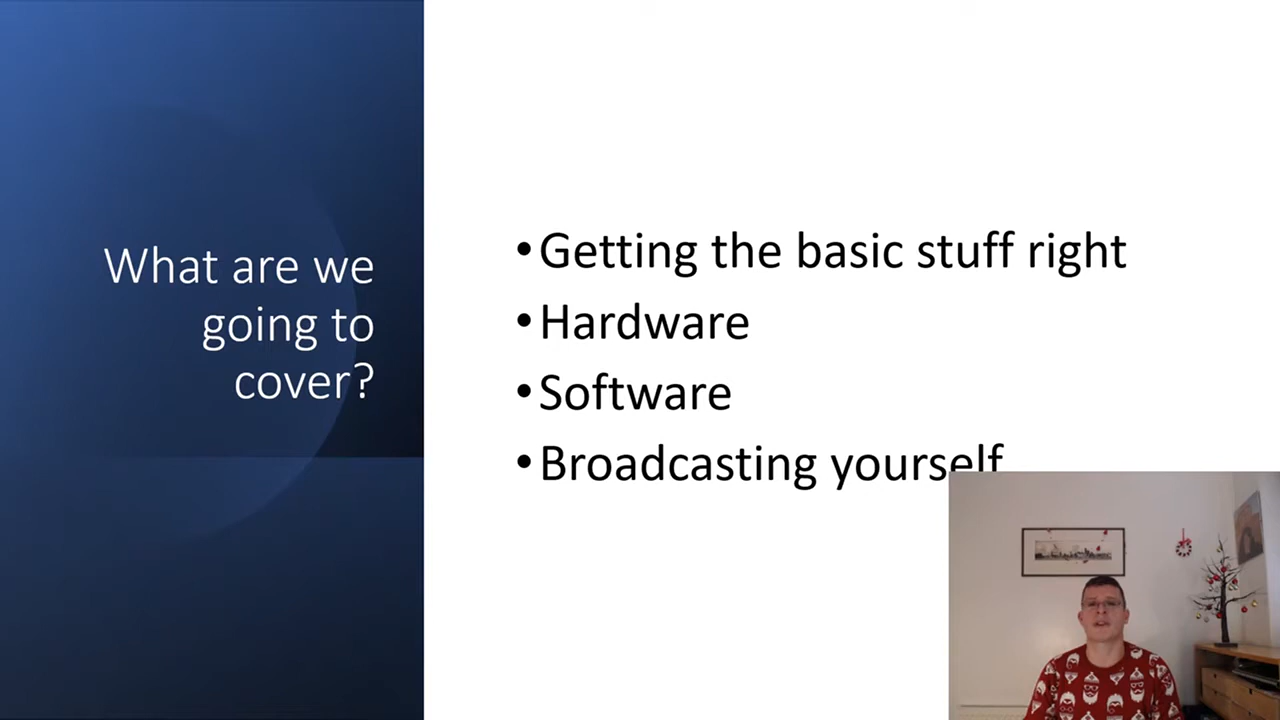 What are we
going to
cover?
•Getting the basic stuff right
•Hardware
•Software
•Broadcasting yourself